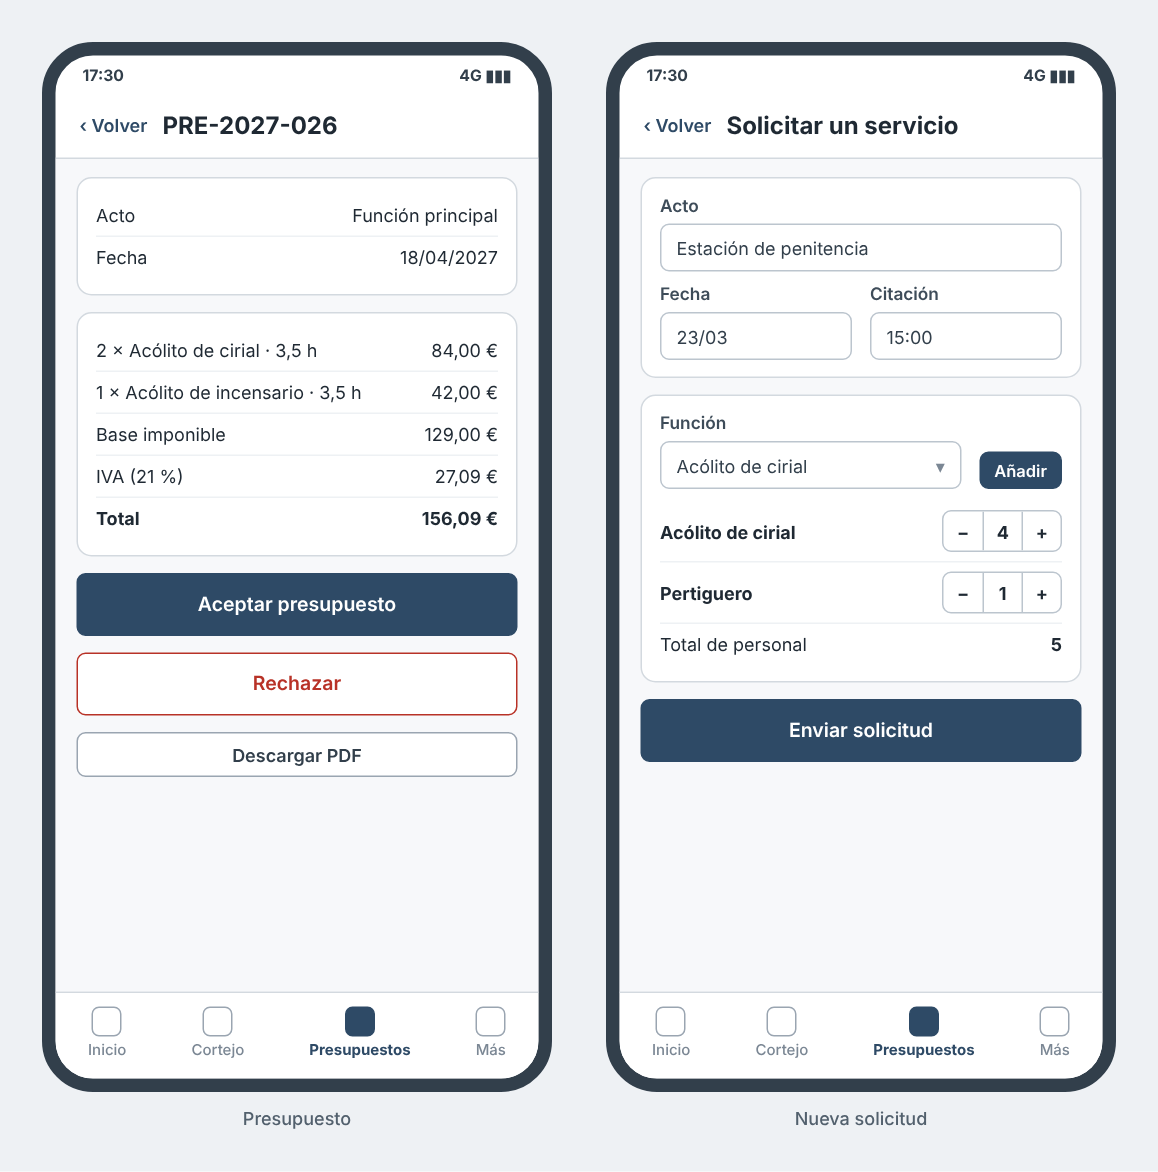 17:30
4G
‹ Volver PRE-2027-026
Acto Función principal
Fecha 18/04/2027
2 × Acólito de cirial · 3,5 h 84,00 €
1 × Acólito de incensario · 3,5 h 42,00 €
Base imponible 129,00 €
IVA (21 %) 27,09 €
Total 156,09 €
Aceptar presupuesto
Rechazar
Descargar PDF
Inicio Cortejo Presupuestos Más
Presupuesto
17:30
4G
‹ Volver Solicitar un servicio
Acto
Estación de penitencia
Fecha Citación
23/03 15:00
Función
Acólito de cirial ▾ Añadir
Acólito de cirial − 4 +
Pertiguero − 1 +
Total de personal 5
Enviar solicitud
Inicio Cortejo Presupuestos Más
Nueva solicitud